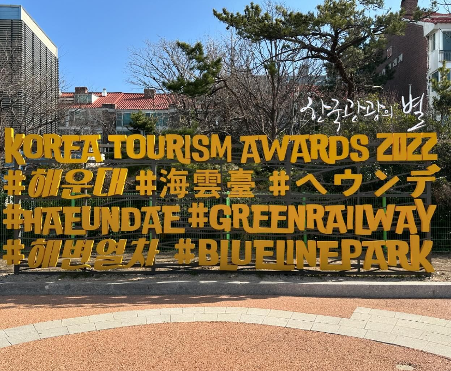 한국관광의 별
KOREA TOURISM AWARDS 2022
#해운대 #海雲臺 #ヘウンデ
#HAEUNDAE #GREENRAILWAY
#해변열차 #BLUELINEPARK